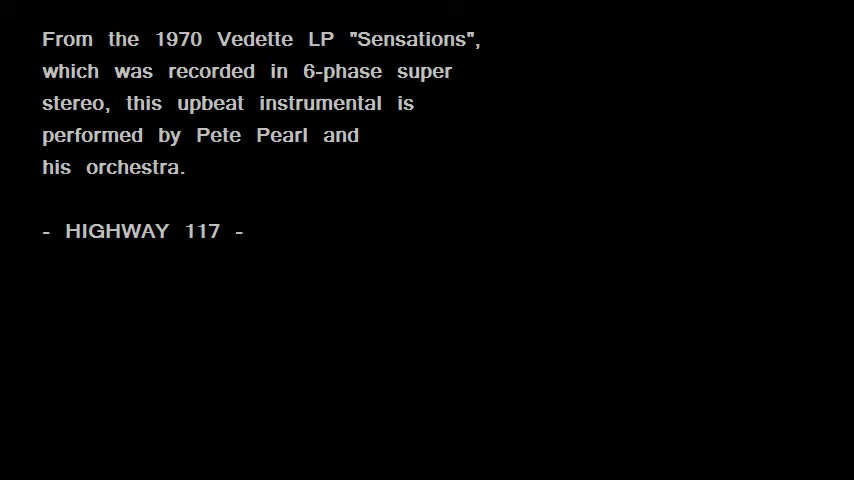 From the 1970 Vedette LP "Sensations",
which was recorded in 6-phase super
stereo, this upbeat instrumental is
performed by Pete Pearl and
his orchestra.
- HIGHWAY 117 -